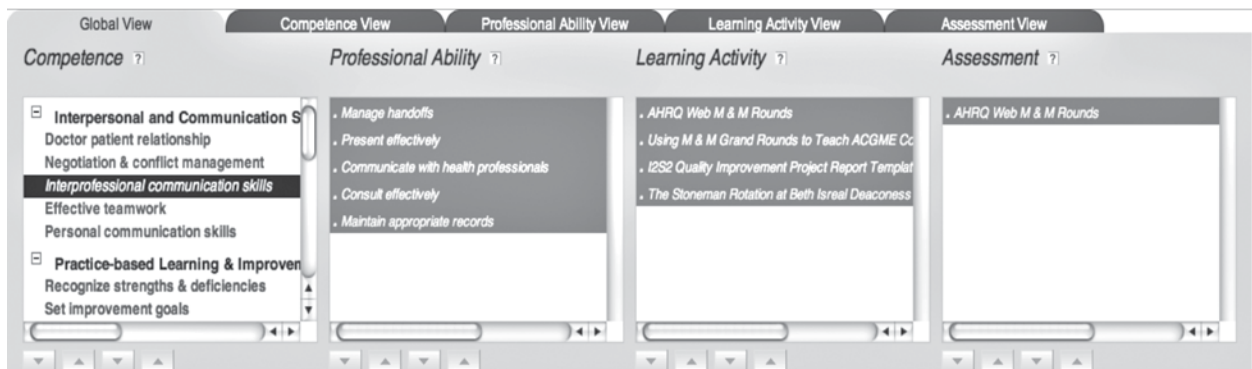 Global View
Competence View
Professional Ability View
Learning Activity View
Assessment View
Competence ?
Interpersonal and Communication S
Doctor patient relationship
Negotiation & conflict management
Interprofessional communication skills
Effective teamwork
Personal communication skills
Practice-based Learning & Improvem
Recognize strengths & deficiencies
Set improvement goals
Professional Ability ?
. Manage handoffs
. Present effectively
. Communicate with health professionals
. Consult effectively
. Maintain appropriate records
Learning Activity ?
. AHRQ Web M & M Rounds
. Using M & M Grand Rounds to Teach ACGME Co
. I2S2 Quality Improvement Project Report Templat
. The Stoneman Rotation at Beth Isreal Deaconess
Assessment ?
. AHRQ Web M & M Rounds